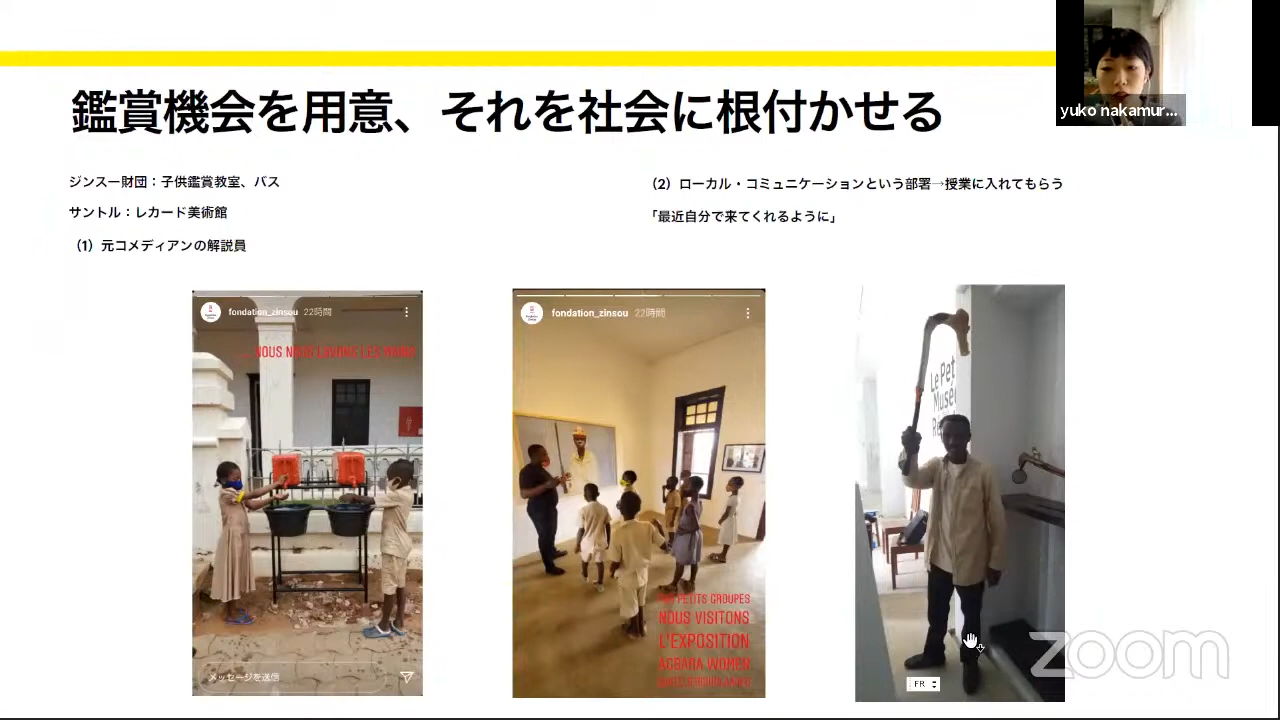 鑑賞機会を用意、それを社会に根付かせる
yuko nakamur...
ジンスー財団：子供鑑賞教室、バス
サントル：レカード美術館
（1）元コメディアンの解説員
（2）ローカル・コミュニケーションという部署→授業に入れてもらう
「最近自分で来てくれるように」
fondation_zinsou 22時間
NOUS NOUS LAVONS LES MAINS
メッセージを送信
fondation_zinsou 22時間
PETITS GROUPES
NOUS VISITONS
L'EXPOSITION
AGBARA WOMEN
Le Pet
Musée
Re
FR
zoom